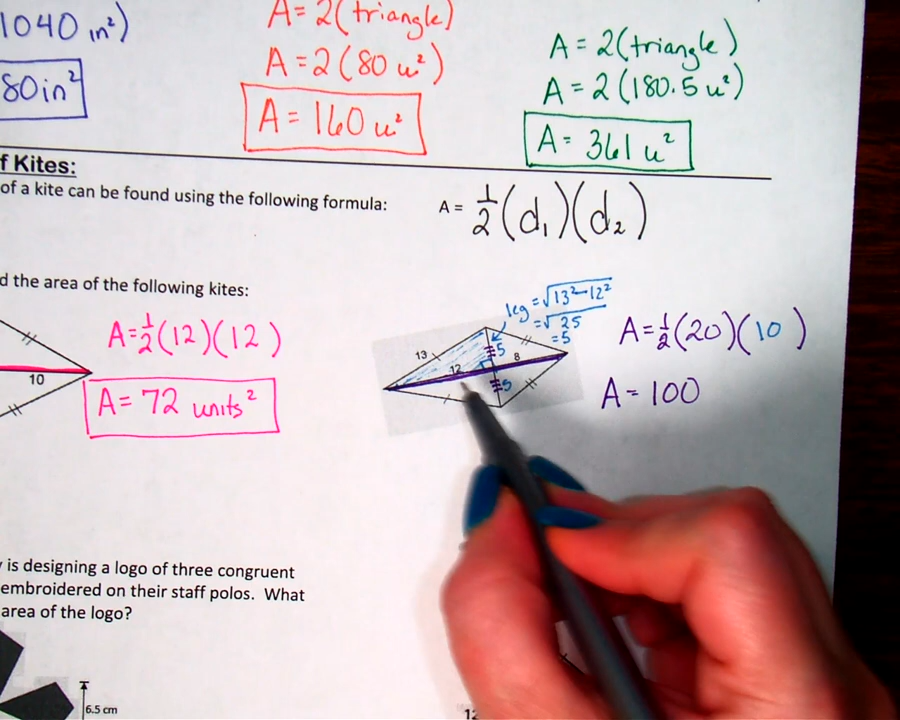 1040 in²)
80in²
A = 2(triangle)
A = 2(80 u²)
A = 160 u²
A = 2(triangle)
A = 2(180.5 u²)
A = 361 u²
f Kites:
of a kite can be found using the following formula: A = ½(d₁)(d₂)
d the area of the following kites:
10
A=½(12)(12)
A = 72 units²
leg = √13²-12²
= √25
= 5
13
12
5
8
5
A=½(20)(10)
A = 100
is designing a logo of three congruent
embroidered on their staff polos. What
area of the logo?
6.5 cm
12